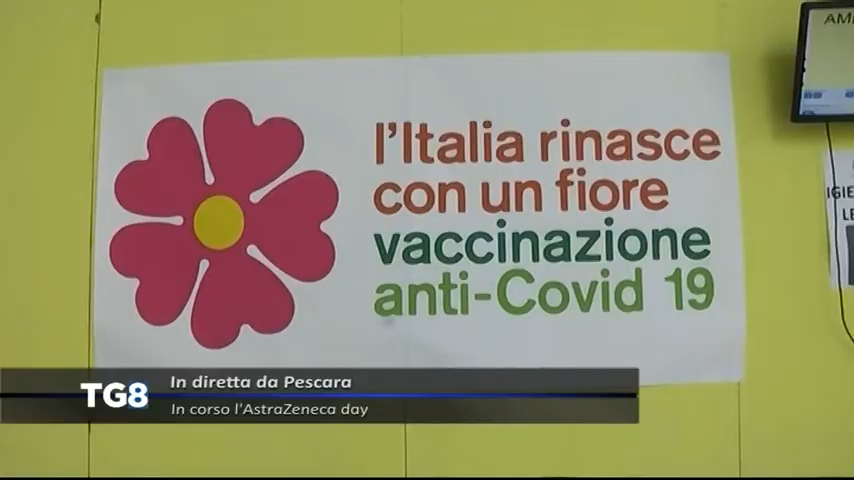 l'Italia rinasce
con un fiore
vaccinazione
anti-Covid 19
TG8
In diretta da Pescara
In corso l'AstraZeneca day